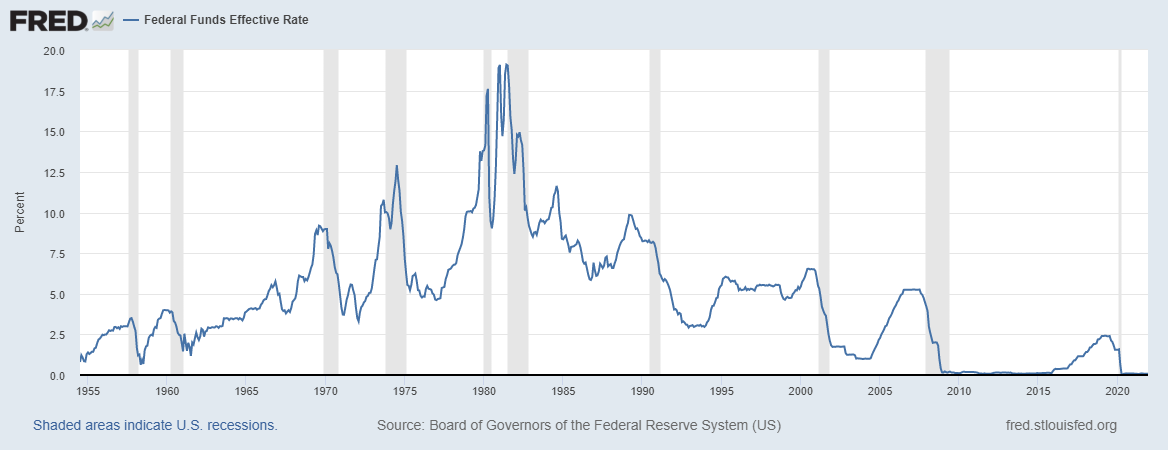 FRED
Federal Funds Effective Rate
Percent
20.0
17.5
15.0
12.5
10.0
7.5
5.0
2.5
0.0
1955 1960 1965 1970 1975 1980 1985 1990 1995 2000 2005 2010 2015 2020
Shaded areas indicate U.S. recessions. Source: Board of Governors of the Federal Reserve System (US) fred.stlouisfed.org